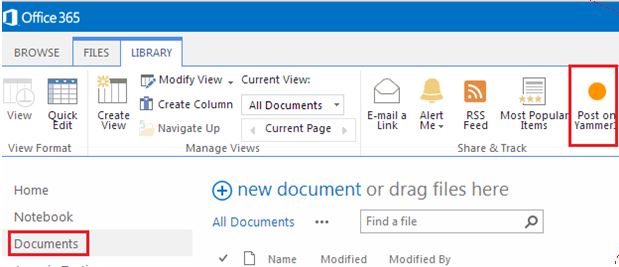 Office 365
BROWSE FILES LIBRARY
View
Quick Edit
View Format
Create View
Modify View
Create Column
Navigate Up
Current View:
All Documents
Current Page
Manage Views
E-mail a Link
Alert Me
RSS Feed
Most Popular Items
Post on Yammer
Share & Track
Home
Notebook
Documents
new document or drag files here
All Documents ...
Find a file
Name Modified Modified By